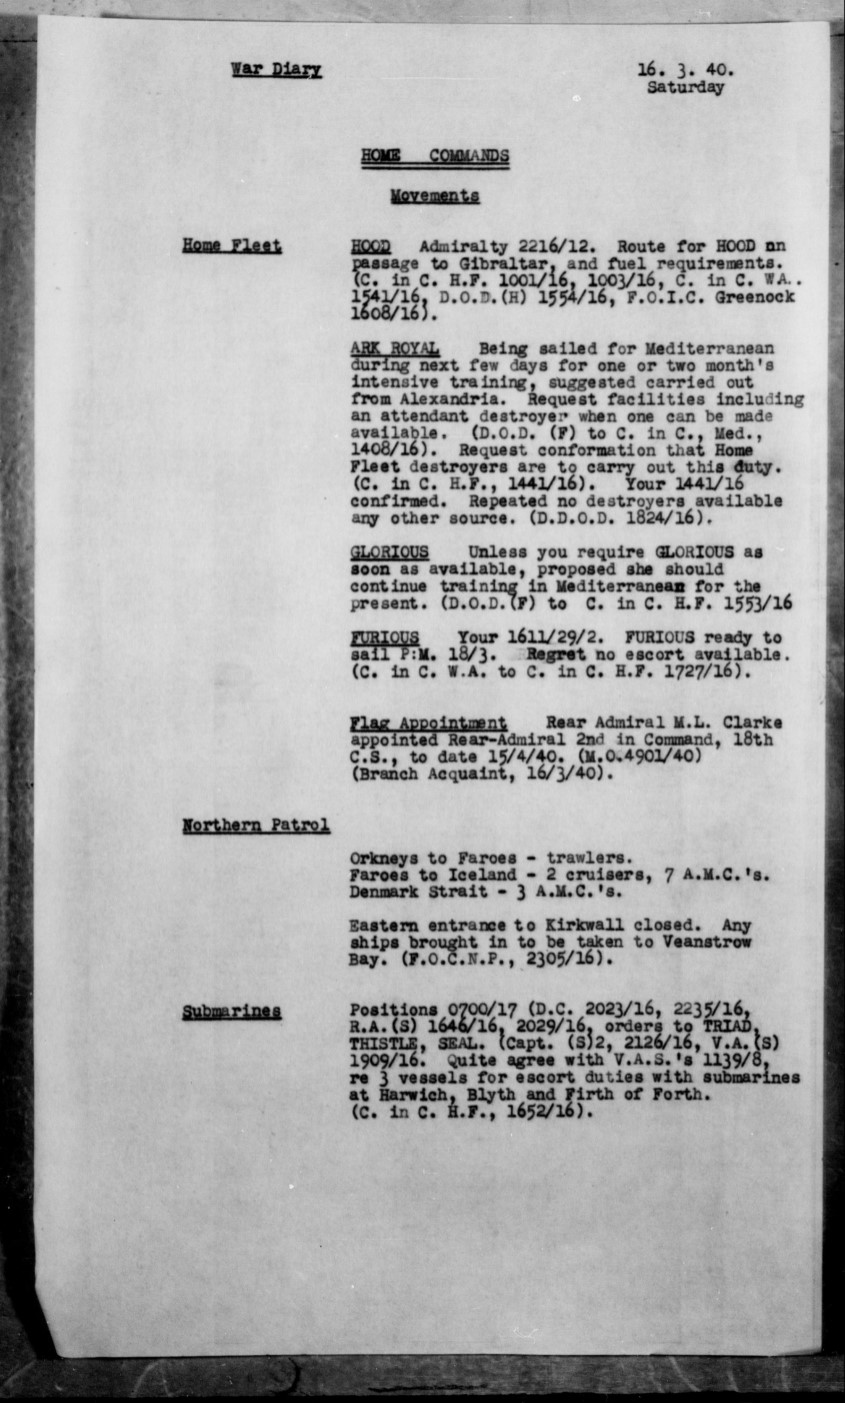 War Diary 16. 3. 40.
Saturday
HOME COMMANDS
Movements
Home Fleet HOOD Admiralty 2216/12. Route for HOOD on
passage to Gibraltar, and fuel requirements.
(C. in C. H.F. 1001/16, 1003/16, C. in C. WA..
1541/16, D.O.D.(H) 1554/16, F.O.I.C. Greenock
1608/16).
ARK ROYAL Being sailed for Mediterranean
during next few days for one or two month's
intensive training, suggested carried out
from Alexandria. Request facilities including
an attendant destroyer when one can be made
available. (D.O.D. (F) to C. in C., Med.,
1408/16). Request conformation that Home
Fleet destroyers are to carry out this duty.
(C. in C. H.F., 1441/16). Your 1441/16
confirmed. Repeated no destroyers available
any other source. (D.D.O.D. 1824/16).
GLORIOUS Unless you require GLORIOUS as
soon as available, proposed she should
continue training in Mediterranean for the
present. (D.O.D.(F) to C. in C. H.F. 1553/16
FURIOUS Your 1611/29/2. FURIOUS ready to
sail P:M. 18/3. Regret no escort available.
(C. in C. W.A. to C. in C. H.F. 1727/16).
Flag Appointment Rear Admiral M.L. Clarke
appointed Rear-Admiral 2nd in Command, 18th
C.S., to date 15/4/40. (M.O.4901/40)
(Branch Acquaint, 16/3/40).
Northern Patrol
Orkneys to Faroes - trawlers.
Faroes to Iceland - 2 cruisers, 7 A.M.C.'s.
Denmark Strait - 3 A.M.C.'s.
Eastern entrance to Kirkwall closed. Any
ships brought in to be taken to Veanstrow
Bay. (F.O.C.N.P., 2305/16).
Submarines Positions 0700/17 (D.C. 2023/16, 2235/16,
R.A.(S) 1646/16, 2029/16, orders to TRIAD,
THISTLE, SEAL. (Capt. (S)2, 2126/16, V.A.(S)
1909/16. Quite agree with V.A.S.'s 1139/8,
re 3 vessels for escort duties with submarines
at Harwich, Blyth and Firth of Forth.
(C. in C. H.F., 1652/16).